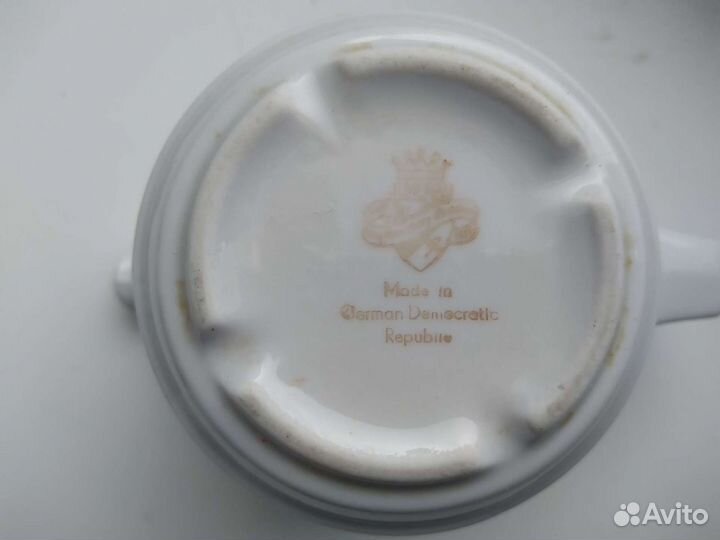 Made in
German Democratic
Republic
Avito